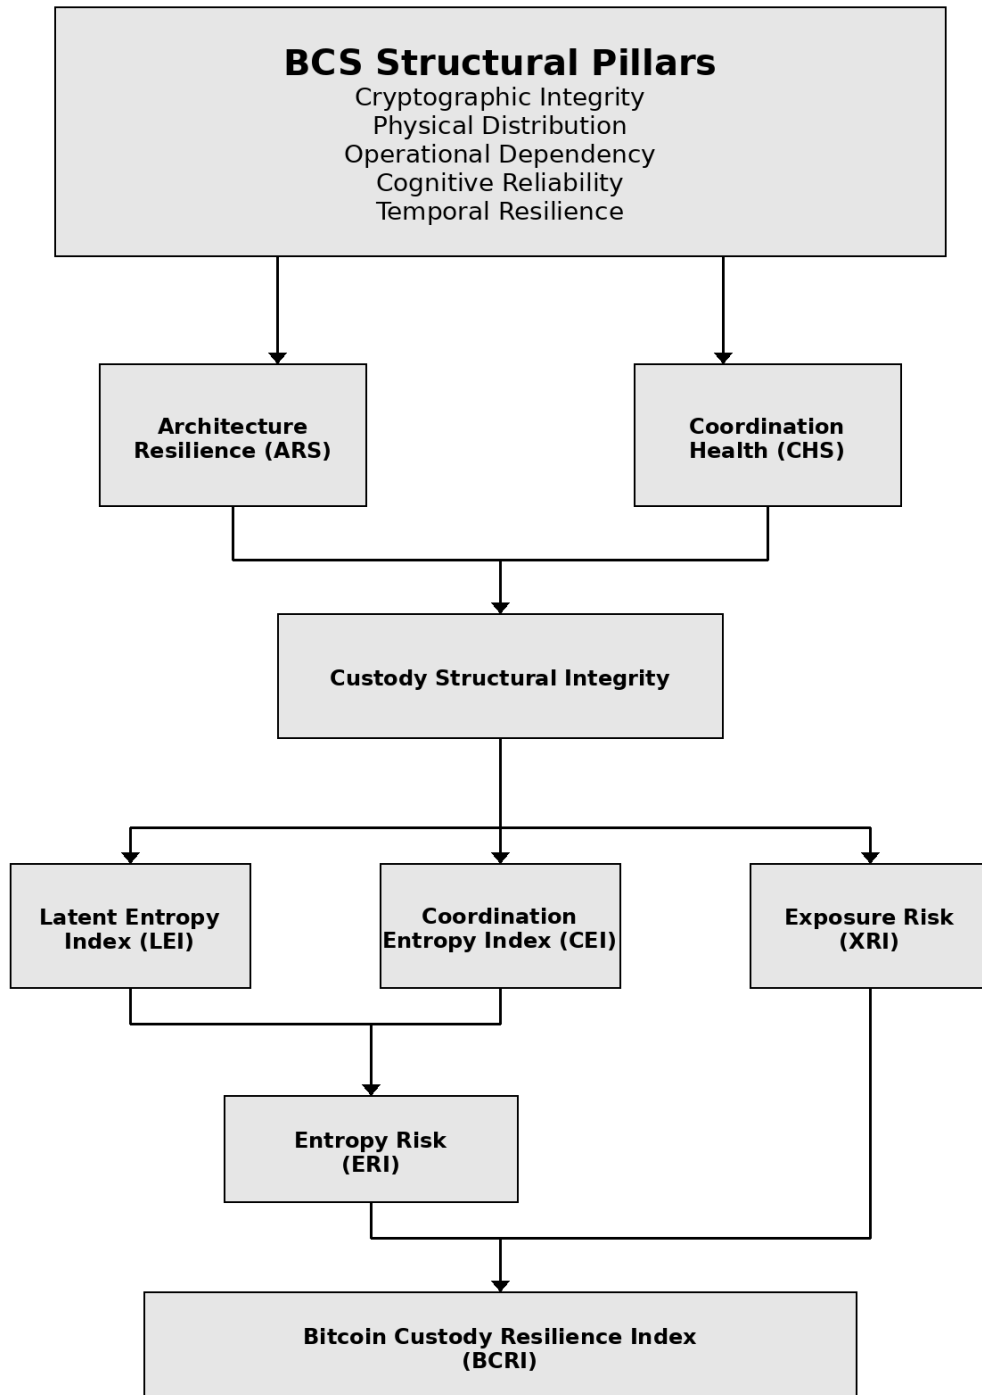 BCS Structural Pillars
Cryptographic Integrity
Physical Distribution
Operational Dependency
Cognitive Reliability
Temporal Resilience
Architecture
Resilience (ARS)
Coordination
Health (CHS)
Custody Structural Integrity
Latent Entropy
Index (LEI)
Coordination
Entropy Index (CEI)
Exposure Risk
(XRI)
Entropy Risk
(ERI)
Bitcoin Custody Resilience Index
(BCRI)